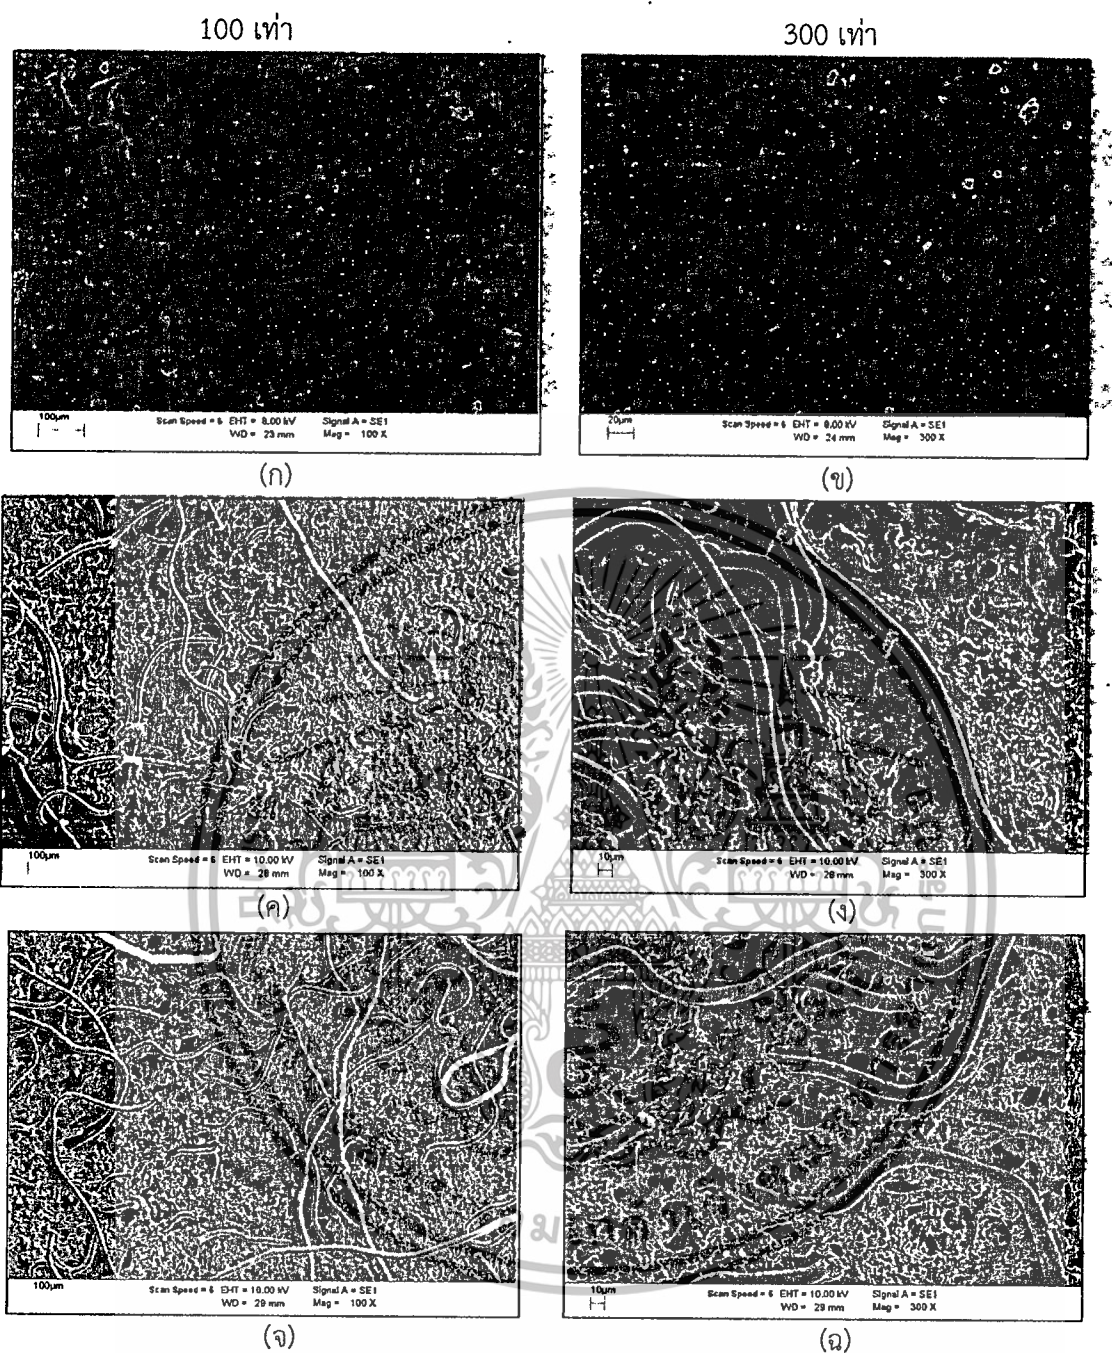 100 เท่า
300 เท่า
100µm
Scan Speed = 6 EHT = 8.00 kV Signal A = SE1
WD = 23 mm Mag = 100 X
20µm
Scan Speed = 6 EHT = 8.00 kV Signal A = SE1
WD = 24 mm Mag = 300 X
(ก)
(ข)
100µm
Scan Speed = 6 EHT = 10.00 kV Signal A = SE1
WD = 28 mm Mag = 100 X
10µm
Scan Speed = 6 EHT = 10.00 kV Signal A = SE1
WD = 28 mm Mag = 300 X
(ค)
(ง)
100µm
Scan Speed = 6 EHT = 10.00 kV Signal A = SE1
WD = 29 mm Mag = 100 X
10µm
Scan Speed = 6 EHT = 10.00 kV Signal A = SE1
WD = 29 mm Mag = 300 X
(จ)
(ฉ)